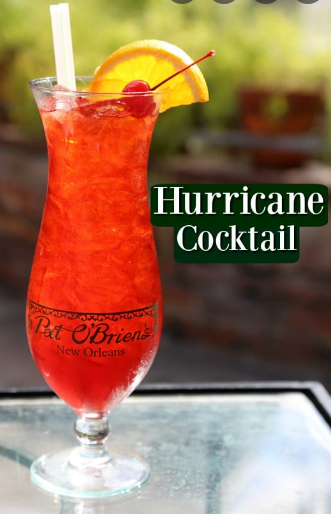 Hurricane
Cocktail
Pat O'Brien's
New Orleans